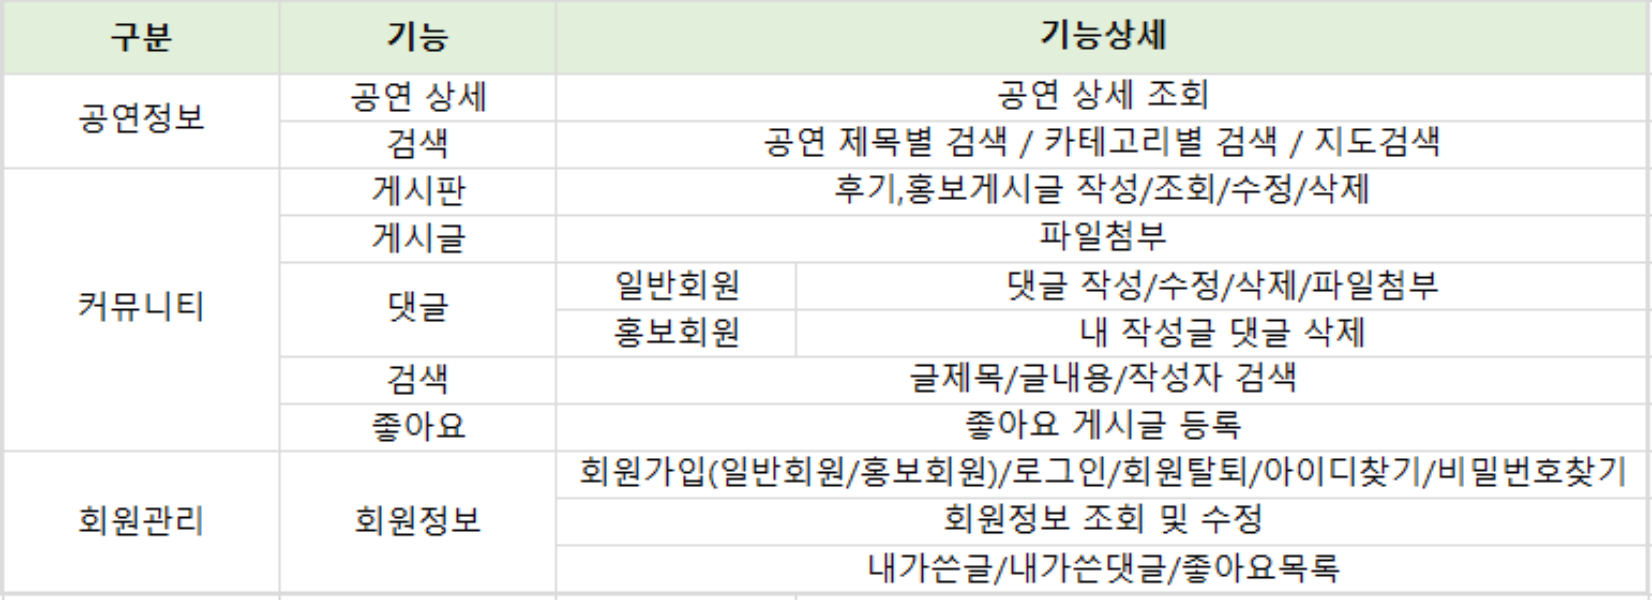 구분 기능 기능상세
공연정보 공연 상세 공연 상세 조회
검색 공연 제목별 검색 / 카테고리별 검색 / 지도검색
커뮤니티 게시판 후기,홍보게시글 작성/조회/수정/삭제
게시글 파일첨부
댓글 일반회원 댓글 작성/수정/삭제/파일첨부
홍보회원 내 작성글 댓글 삭제
검색 글제목/글내용/작성자 검색
좋아요 좋아요 게시글 등록
회원관리 회원정보 회원가입(일반회원/홍보회원)/로그인/회원탈퇴/아이디찾기/비밀번호찾기
회원정보 조회 및 수정
내가쓴글/내가쓴댓글/좋아요목록